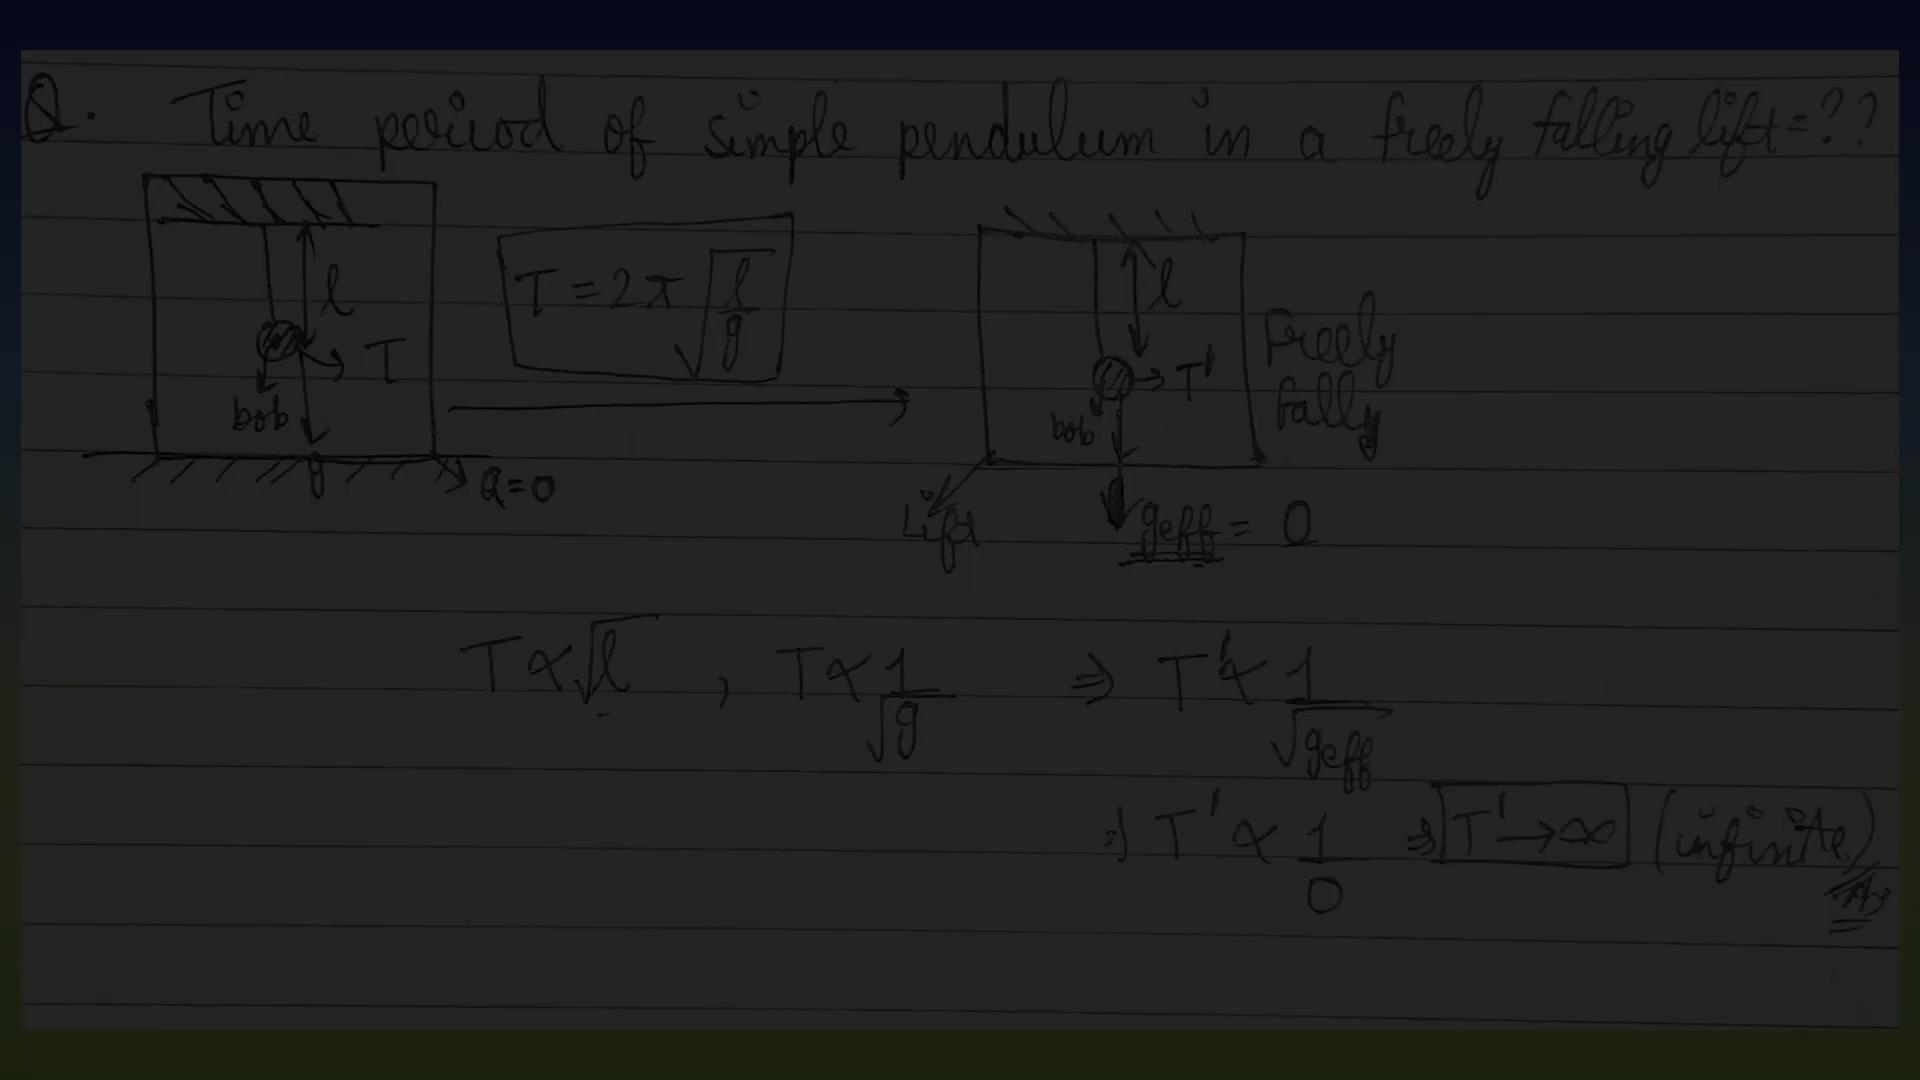 Q. Time period of simple pendulum in a freely falling lift = ??
l
T
bob
g
a = 0
T = 2π √(l/g)
l
T'
bob
Freely
fally
Lift
geff = 0
T ∝ √l , T ∝ 1/√g ⇒ T' ∝ 1/√geff
⇒ T' ∝ 1/0 ⇒ T' → ∞ (infinite)